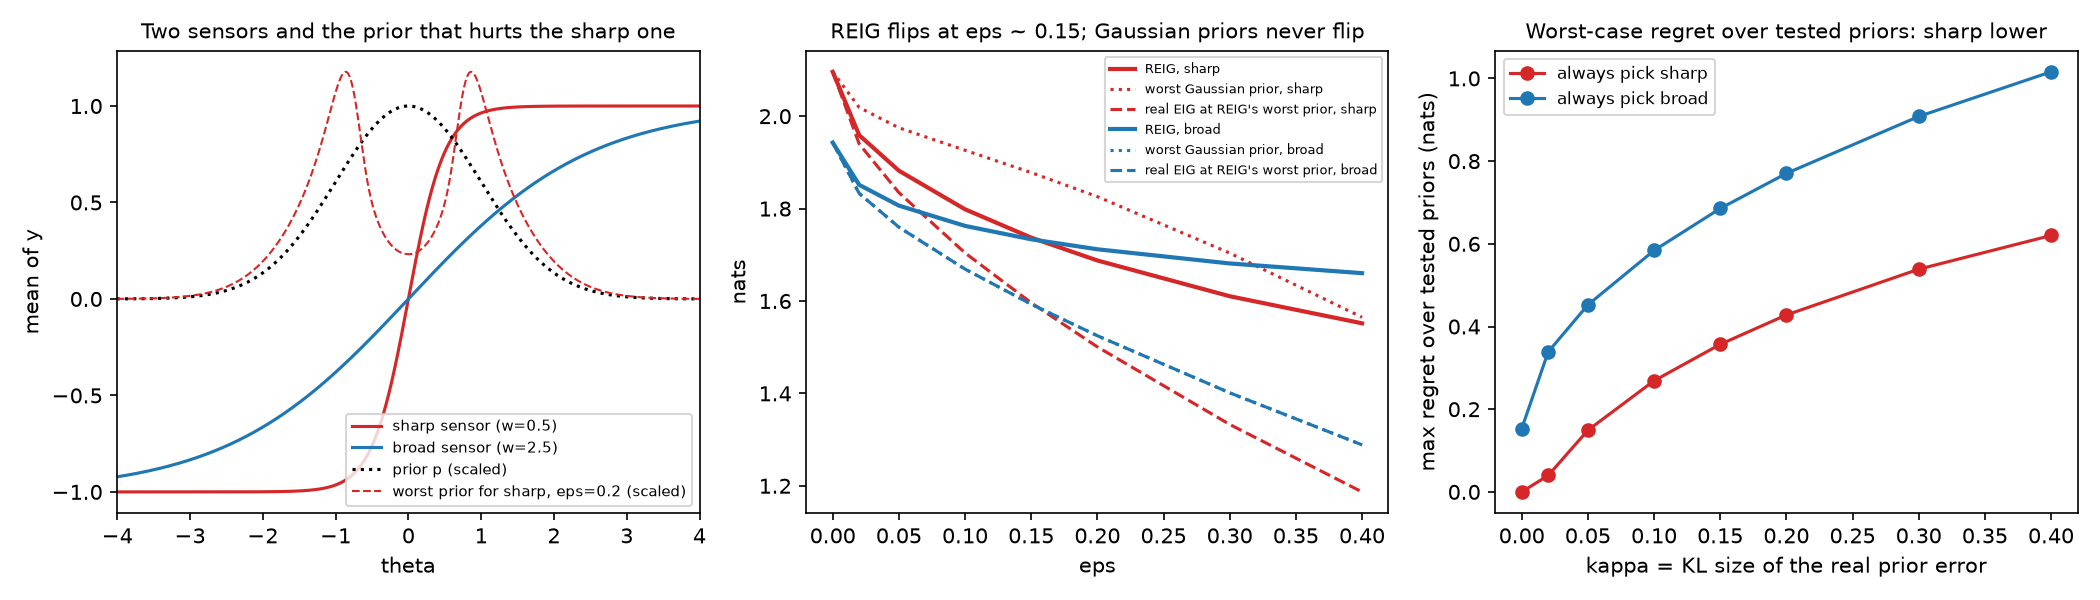 Two sensors and the prior that hurts the sharp one
mean of y
1.0
0.5
0.0
−0.5
−1.0
sharp sensor (w=0.5)
broad sensor (w=2.5)
prior p (scaled)
worst prior for sharp, eps=0.2 (scaled)
−4 −3 −2 −1 0 1 2 3 4
theta
REIG flips at eps ~ 0.15; Gaussian priors never flip
nats
2.0
1.8
1.6
1.4
1.2
REIG, sharp
worst Gaussian prior, sharp
real EIG at REIG's worst prior, sharp
REIG, broad
worst Gaussian prior, broad
real EIG at REIG's worst prior, broad
0.00 0.05 0.10 0.15 0.20 0.25 0.30 0.35 0.40
eps
Worst-case regret over tested priors: sharp lower
max regret over tested priors (nats)
1.0
0.8
0.6
0.4
0.2
0.0
always pick sharp
always pick broad
0.00 0.05 0.10 0.15 0.20 0.25 0.30 0.35 0.40
kappa = KL size of the real prior error